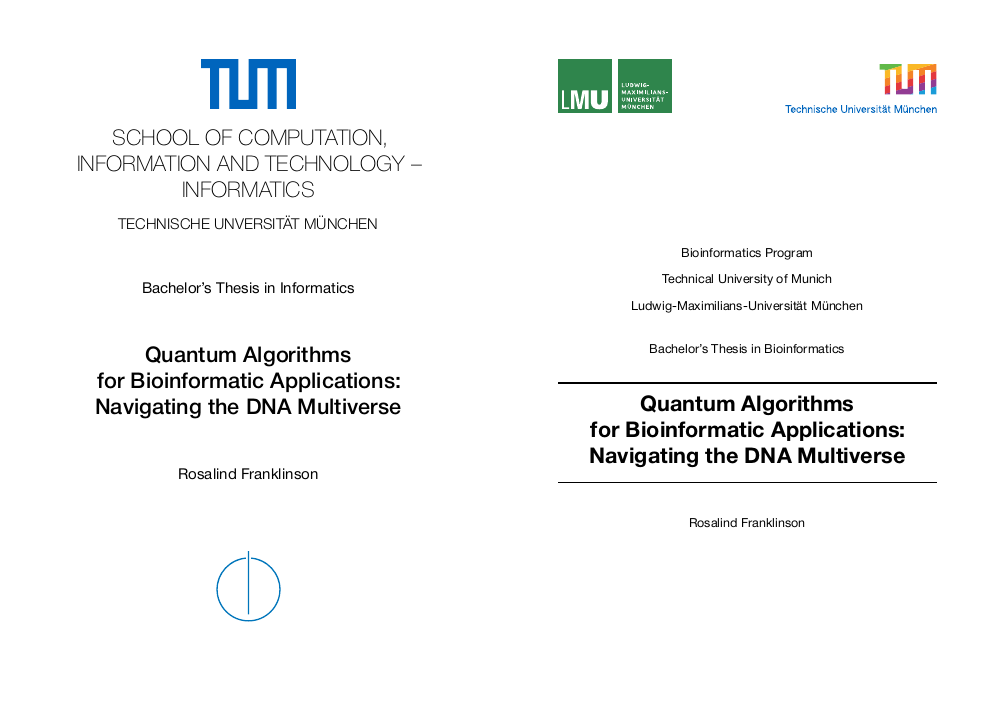 TUM
SCHOOL OF COMPUTATION,
INFORMATION AND TECHNOLOGY –
INFORMATICS
TECHNISCHE UNVERSITÄT MÜNCHEN
Bachelor's Thesis in Informatics
Quantum Algorithms
for Bioinformatic Applications:
Navigating the DNA Multiverse
Rosalind Franklinson
LMU
LUDWIG-
MAXIMILIANS-
UNIVERSITÄT
MÜNCHEN
TUM
Technische Universität München
Bioinformatics Program
Technical University of Munich
Ludwig-Maximilians-Universität München
Bachelor's Thesis in Bioinformatics
Quantum Algorithms
for Bioinformatic Applications:
Navigating the DNA Multiverse
Rosalind Franklinson